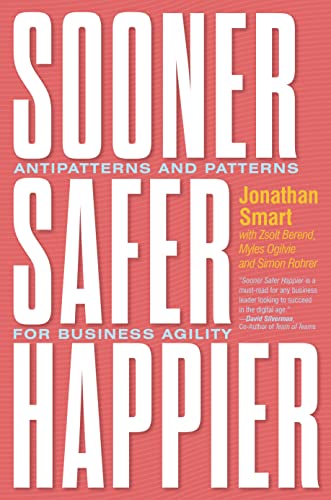 SOONER
ANTIPATTERNS AND PATTERNS
Jonathan
Smart
with Zsolt Berend,
Myles Ogilvie
and Simon Rohrer
SAFER
"Sooner Safer Happier is a
must-read for any business
leader looking to succeed
in the digital age."
—David Silverman,
Co-Author of Team of Teams
FOR BUSINESS AGILITY
HAPPIER